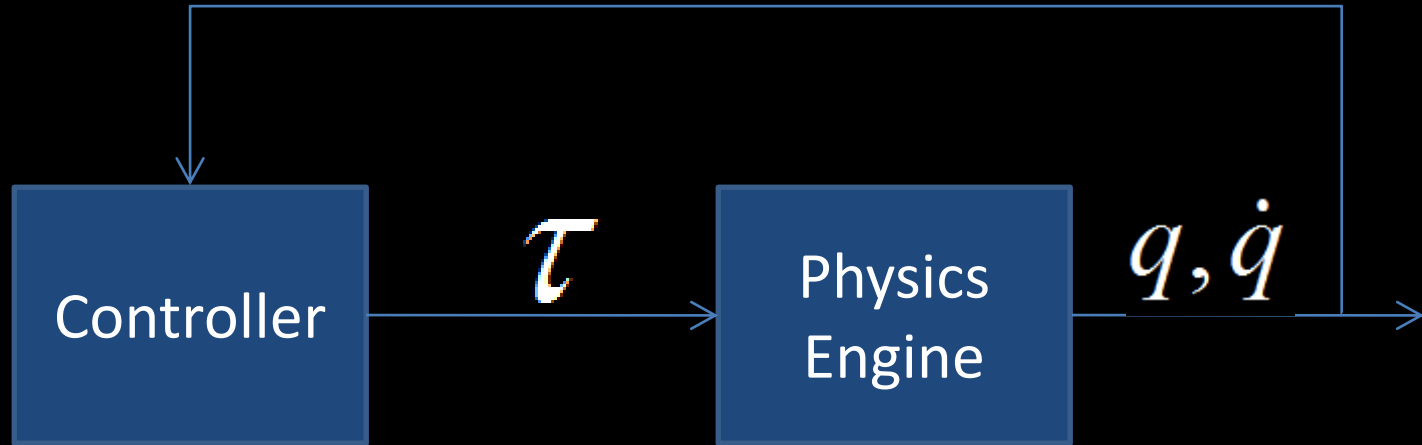 Controller
τ
Physics
Engine
q, q̇